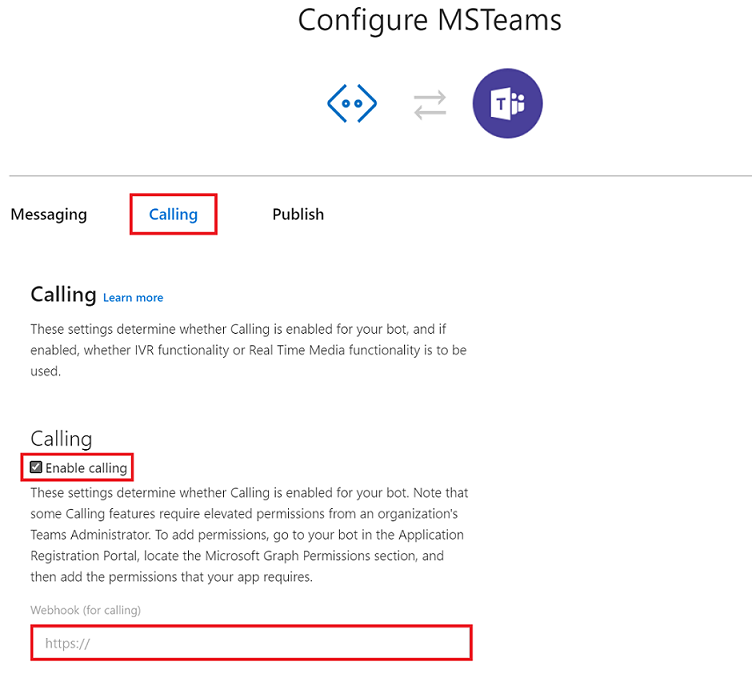 Configure MSTeams
T
Messaging
Calling
Publish
Calling Learn more
These settings determine whether Calling is enabled for your bot, and if
enabled, whether IVR functionality or Real Time Media functionality is to be
used.
Calling
Enable calling
These settings determine whether Calling is enabled for your bot. Note that
some Calling features require elevated permissions from an organization's
Teams Administrator. To add permissions, go to your bot in the Application
Registration Portal, locate the Microsoft Graph Permissions section, and
then add the permissions that your app requires.
Webhook (for calling)
https://